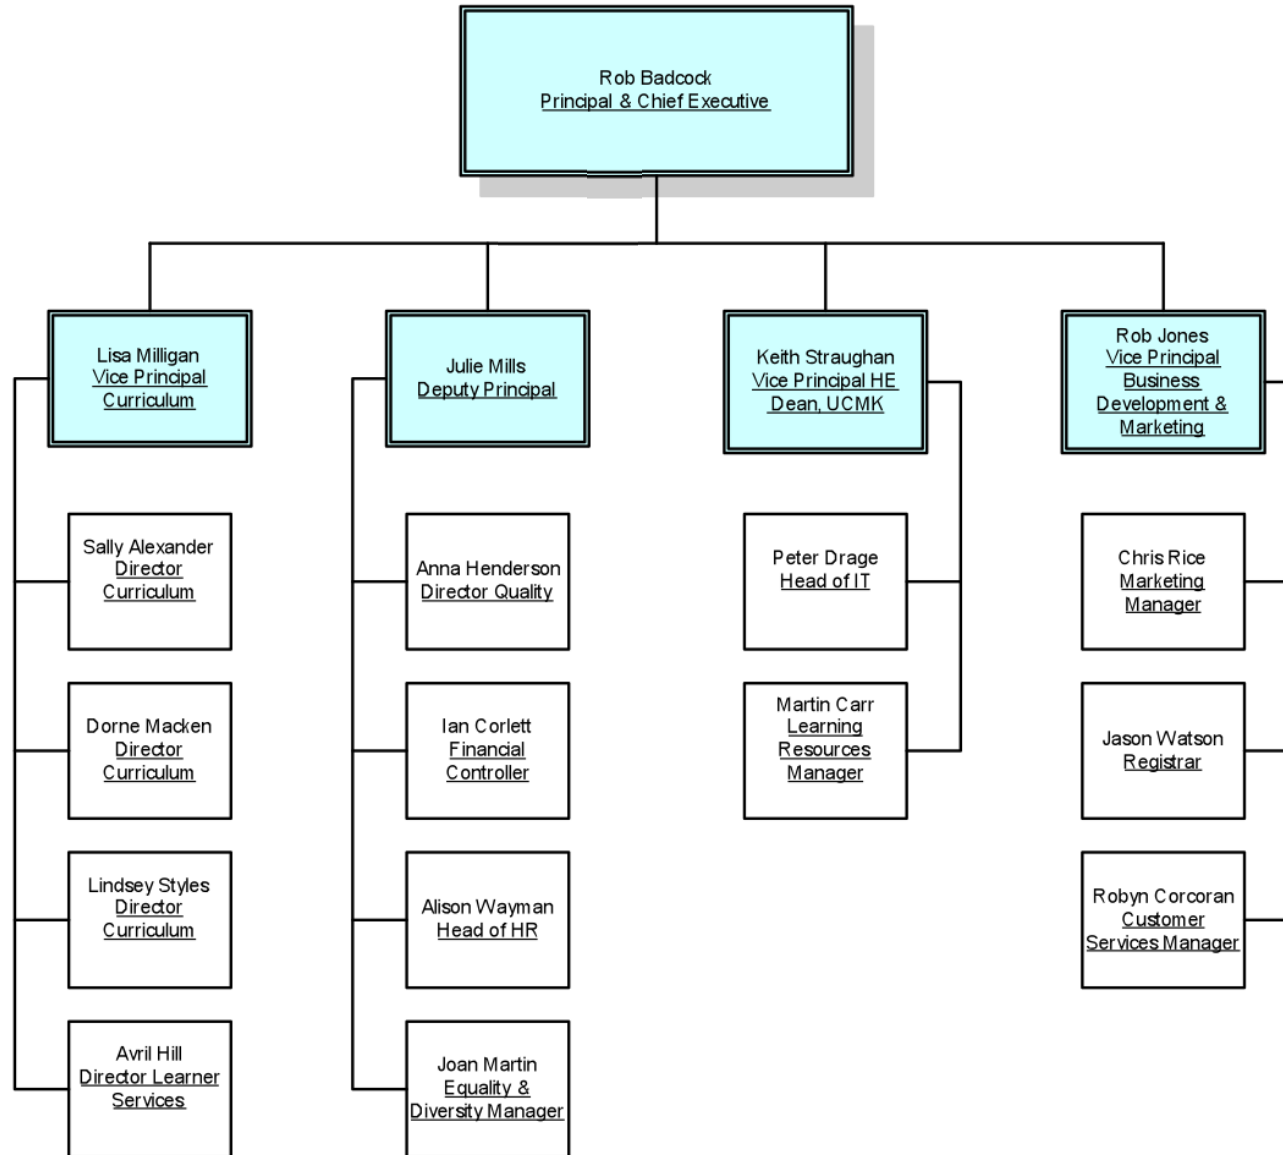 Rob Badcock
Principal & Chief Executive
Lisa Milligan
Vice Principal
Curriculum
Julie Mills
Deputy Principal
Keith Straughan
Vice Principal HE
Dean, UCMK
Rob Jones
Vice Principal
Business
Development &
Marketing
Sally Alexander
Director
Curriculum
Anna Henderson
Director Quality
Peter Drage
Head of IT
Chris Rice
Marketing
Manager
Dorne Macken
Director
Curriculum
Ian Corlett
Financial
Controller
Martin Carr
Learning
Resources
Manager
Jason Watson
Registrar
Lindsey Styles
Director
Curriculum
Alison Wayman
Head of HR
Robyn Corcoran
Customer
Services Manager
Avril Hill
Director Learner
Services
Joan Martin
Equality &
Diversity Manager